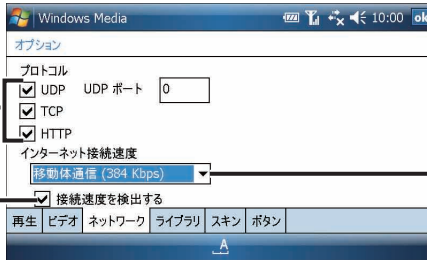 Windows Media 10:00 ok
オプション
プロトコル
UDP UDP ポート 0
TCP
HTTP
インターネット接続速度
移動体通信 (384 Kbps)
接続速度を検出する
再生 ビデオ ネットワーク ライブラリ スキン ボタン
A